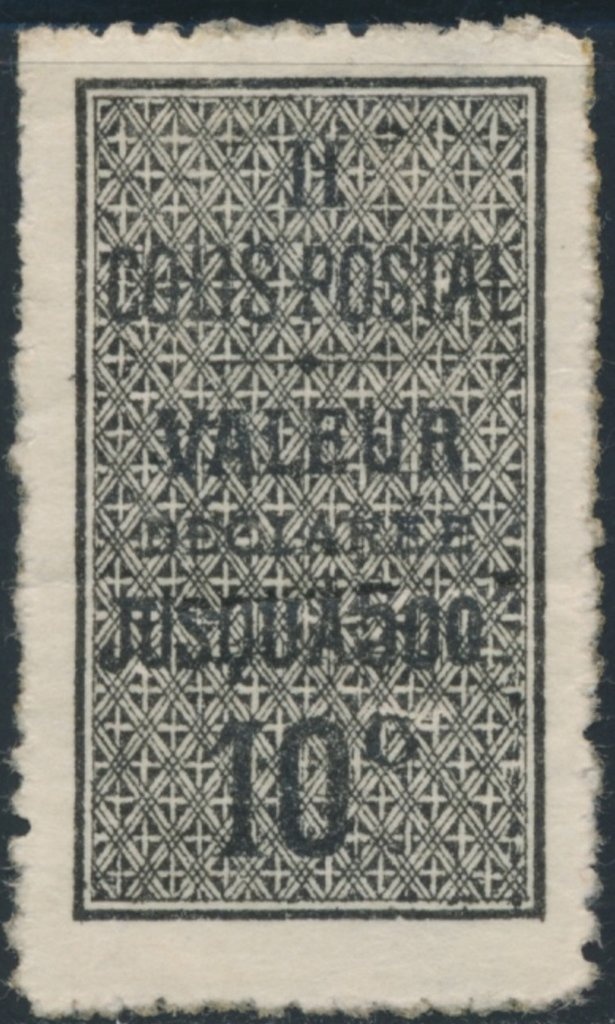 II
COLIS POSTAL
VALEUR
DÉCLARÉE
JUSQU'À 500F
10c